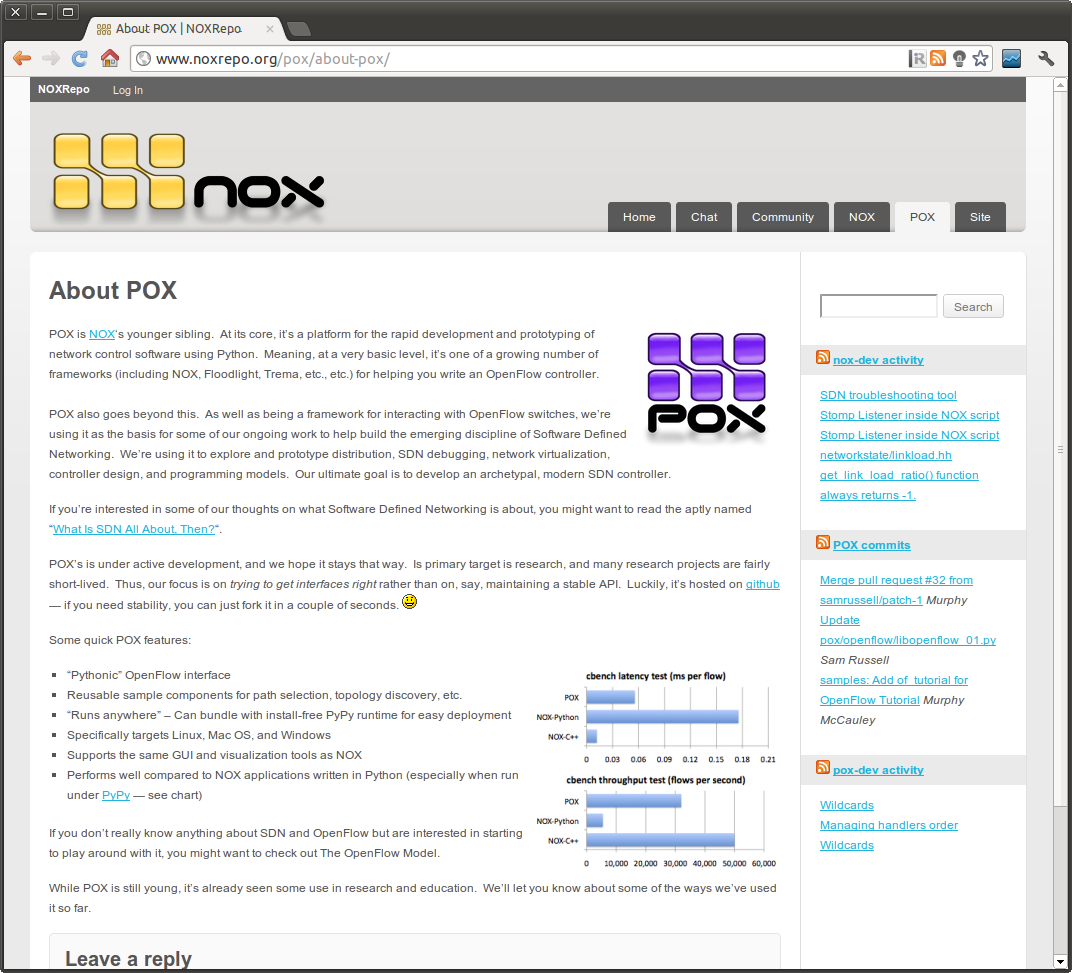 About POX | NOXRepo
www.noxrepo.org/pox/about-pox/
NOXRepo Log In
nox
Home Chat Community NOX POX Site
About POX
POX is NOX's younger sibling. At its core, it's a platform for the rapid development and prototyping of
network control software using Python. Meaning, at a very basic level, it's one of a growing number of
frameworks (including NOX, Floodlight, Trema, etc., etc.) for helping you write an OpenFlow controller.
POX
POX also goes beyond this. As well as being a framework for interacting with OpenFlow switches, we're
using it as the basis for some of our ongoing work to help build the emerging discipline of Software Defined
Networking. We're using it to explore and prototype distribution, SDN debugging, network virtualization,
controller design, and programming models. Our ultimate goal is to develop an archetypal, modern SDN controller.
If you're interested in some of our thoughts on what Software Defined Networking is about, you might want to read the aptly named
“What Is SDN All About, Then?“.
POX's is under active development, and we hope it stays that way. Is primary target is research, and many research projects are fairly
short-lived. Thus, our focus is on trying to get interfaces right rather than on, say, maintaining a stable API. Luckily, it's hosted on github
— if you need stability, you can just fork it in a couple of seconds.
Some quick POX features:
“Pythonic” OpenFlow interface
Reusable sample components for path selection, topology discovery, etc.
“Runs anywhere” – Can bundle with install-free PyPy runtime for easy deployment
Specifically targets Linux, Mac OS, and Windows
Supports the same GUI and visualization tools as NOX
Performs well compared to NOX applications written in Python (especially when run
under PyPy — see chart)
cbench latency test (ms per flow)
POX
NOX-Python
NOX-C++
0 0.03 0.06 0.09 0.12 0.15 0.18 0.21
cbench throughput test (flows per second)
POX
NOX-Python
NOX-C++
0 10,000 20,000 30,000 40,000 50,000 60,000
If you don't really know anything about SDN and OpenFlow but are interested in starting
to play around with it, you might want to check out The OpenFlow Model.
While POX is still young, it's already seen some use in research and education. We'll let you know about some of the ways we've used
it so far.
Leave a reply
Search
nox-dev activity
SDN troubleshooting tool
Stomp Listener inside NOX script
Stomp Listener inside NOX script
networkstate/linkload.hh
get_link_load_ratio() function
always returns -1.
POX commits
Merge pull request #32 from
samrussell/patch-1 Murphy
Update
pox/openflow/libopenflow_01.py
Sam Russell
samples: Add of_tutorial for
OpenFlow Tutorial Murphy
McCauley
pox-dev activity
Wildcards
Managing handlers order
Wildcards